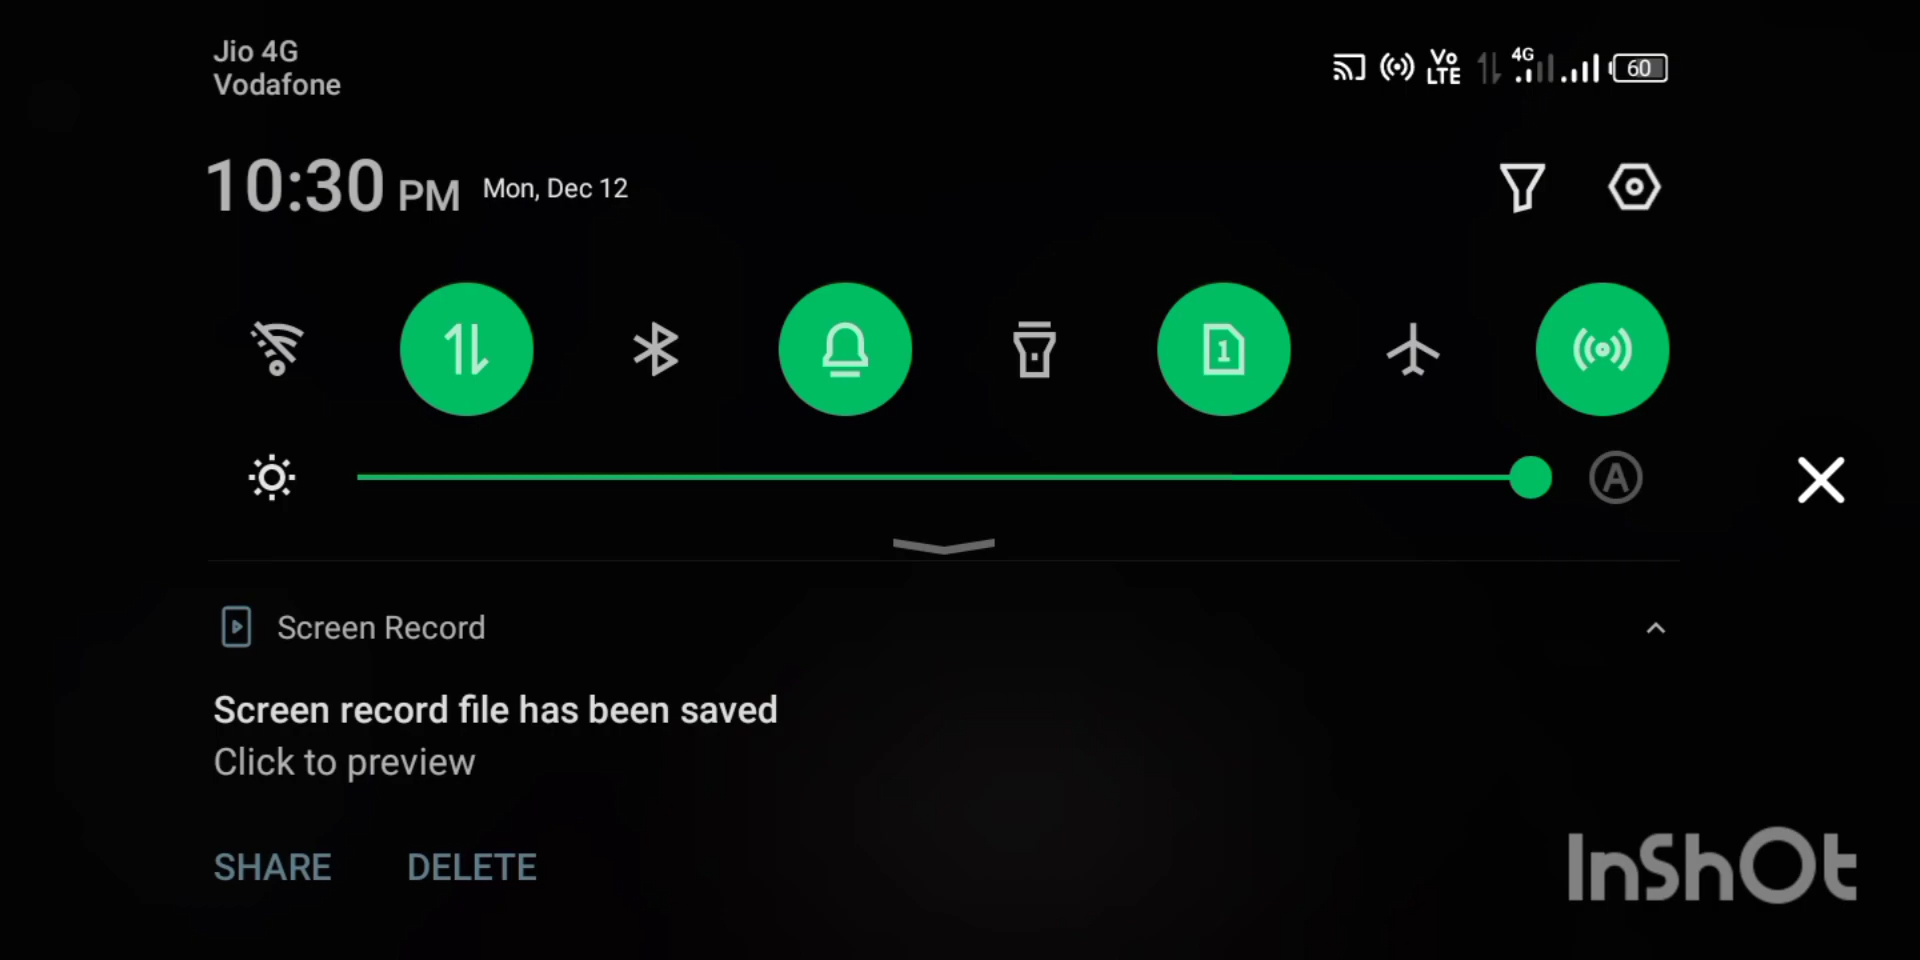 Jio 4G
Vodafone
Vo
LTE
4G
60
10:30 PM Mon, Dec 12
1
A
Screen Record
Screen record file has been saved
Click to preview
SHARE DELETE
InShOt